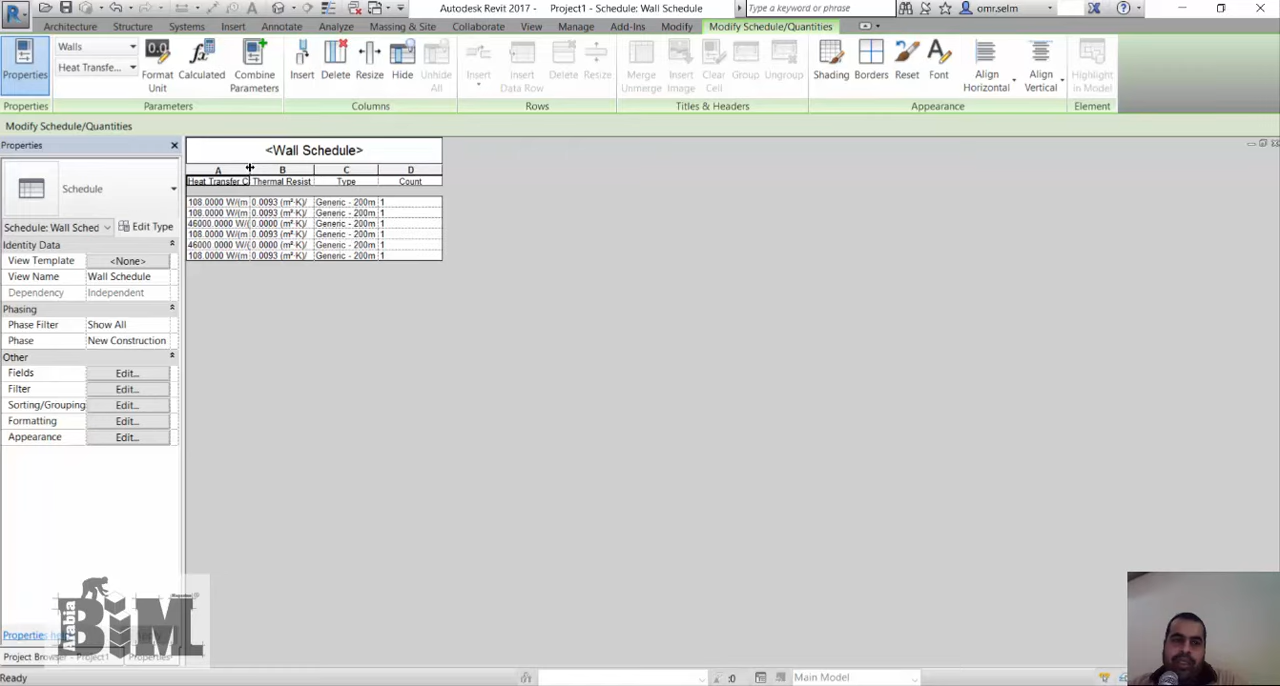 Autodesk Revit 2017 - Project1 - Schedule: Wall Schedule
Type a keyword or phrase
omr.selm
Architecture Structure Insert Annotate Analyze Massing & Site Collaborate View Manage Add-Ins Modify Modify Schedule/Quantities
Systems
Walls
Heat Transfe...
Properties
Format Unit
Calculated
Combine Parameters
Insert
Delete
Resize
Hide
Unhide All
Insert
Insert Data Row
Delete
Resize
Merge Unmerge
Insert Image
Clear Cell
Group
Ungroup
Shading
Borders
Reset
Font
Align Horizontal
Align Vertical
Highlight in Model
Properties Parameters Columns Rows Titles & Headers Appearance Element
Modify Schedule/Quantities
Properties
Schedule
Schedule: Wall Sched Edit Type
Identity Data
View Template <None>
View Name Wall Schedule
Dependency Independent
Phasing
Phase Filter Show All
Phase New Construction
Other
Fields Edit...
Filter Edit...
Sorting/Grouping Edit...
Formatting Edit...
Appearance Edit...
<Wall Schedule>
A B C D
Heat Transfer C Thermal Resist Type Count
108.0000 W/(m 0.0093 (m²·K)/ Generic - 200m 1
108.0000 W/(m 0.0093 (m²·K)/ Generic - 200m 1
46000.0000 W/( 0.0000 (m²·K)/ Generic - 200m 1
108.0000 W/(m 0.0093 (m²·K)/ Generic - 200m 1
46000.0000 W/( 0.0000 (m²·K)/ Generic - 200m 1
108.0000 W/(m 0.0093 (m²·K)/ Generic - 200m 1
Arabia
BiM
Properties
Project Browser - Project1 Properties
Ready
:0
Main Model